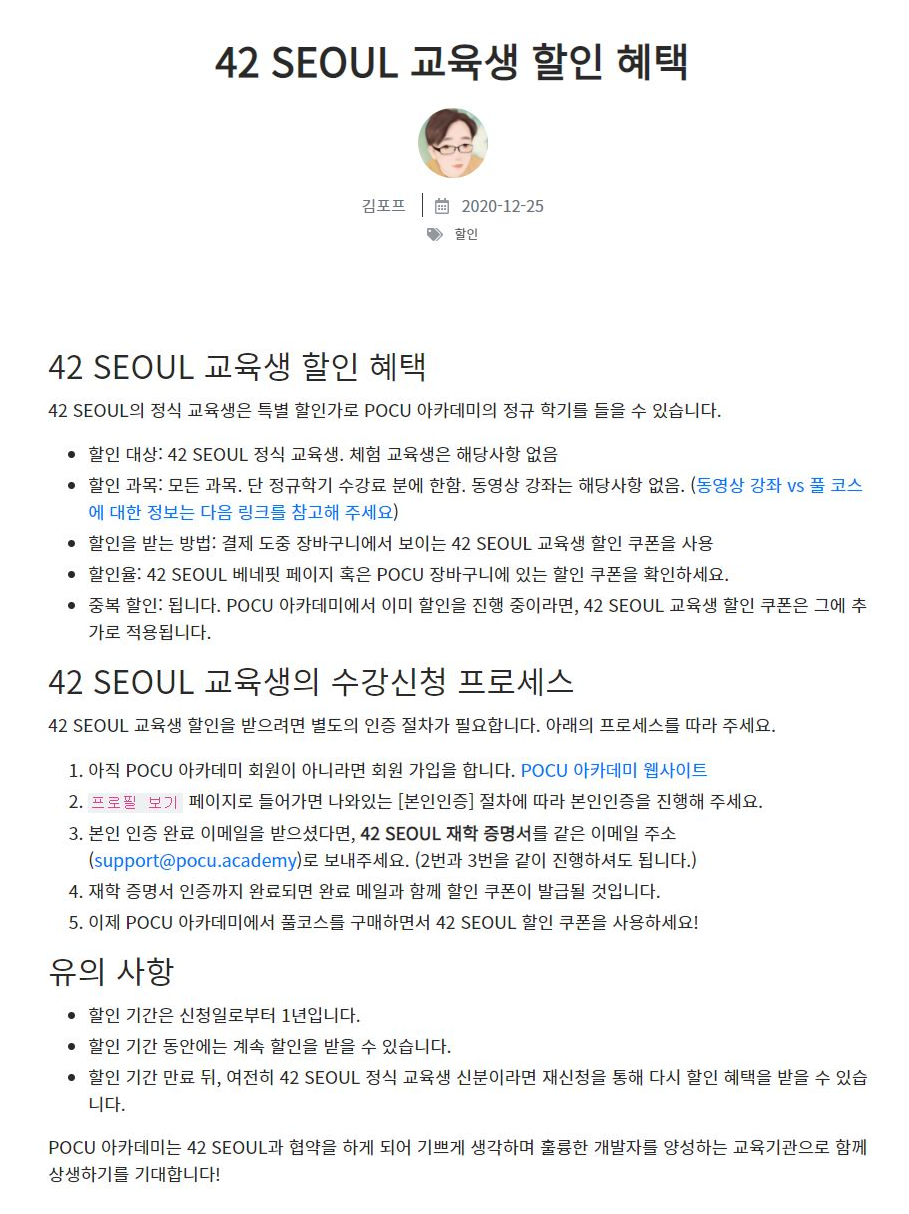 42 SEOUL 교육생 할인 혜택
김포프 2020-12-25
할인
42 SEOUL 교육생 할인 혜택
42 SEOUL의 정식 교육생은 특별 할인가로 POCU 아카데미의 정규 학기를 들을 수 있습니다.
할인 대상: 42 SEOUL 정식 교육생. 체험 교육생은 해당사항 없음
할인 과목: 모든 과목. 단 정규학기 수강료 분에 한함. 동영상 강좌는 해당사항 없음. (동영상 강좌 vs 풀 코스
에 대한 정보는 다음 링크를 참고해 주세요)
할인을 받는 방법: 결제 도중 장바구니에서 보이는 42 SEOUL 교육생 할인 쿠폰을 사용
할인율: 42 SEOUL 베네핏 페이지 혹은 POCU 장바구니에 있는 할인 쿠폰을 확인하세요.
중복 할인: 됩니다. POCU 아카데미에서 이미 할인을 진행 중이라면, 42 SEOUL 교육생 할인 쿠폰은 그에 추
가로 적용됩니다.
42 SEOUL 교육생의 수강신청 프로세스
42 SEOUL 교육생 할인을 받으려면 별도의 인증 절차가 필요합니다. 아래의 프로세스를 따라 주세요.
1. 아직 POCU 아카데미 회원이 아니라면 회원 가입을 합니다. POCU 아카데미 웹사이트
2. 프로필 보기 페이지로 들어가면 나와있는 [본인인증] 절차에 따라 본인인증을 진행해 주세요.
3. 본인 인증 완료 이메일을 받으셨다면, 42 SEOUL 재학 증명서를 같은 이메일 주소
(support@pocu.academy)로 보내주세요. (2번과 3번을 같이 진행하셔도 됩니다.)
4. 재학 증명서 인증까지 완료되면 완료 메일과 함께 할인 쿠폰이 발급될 것입니다.
5. 이제 POCU 아카데미에서 풀코스를 구매하면서 42 SEOUL 할인 쿠폰을 사용하세요!
유의 사항
할인 기간은 신청일로부터 1년입니다.
할인 기간 동안에는 계속 할인을 받을 수 있습니다.
할인 기간 만료 뒤, 여전히 42 SEOUL 정식 교육생 신분이라면 재신청을 통해 다시 할인 혜택을 받을 수 있습
니다.
POCU 아카데미는 42 SEOUL과 협약을 하게 되어 기쁘게 생각하며 훌륭한 개발자를 양성하는 교육기관으로 함께
상생하기를 기대합니다!